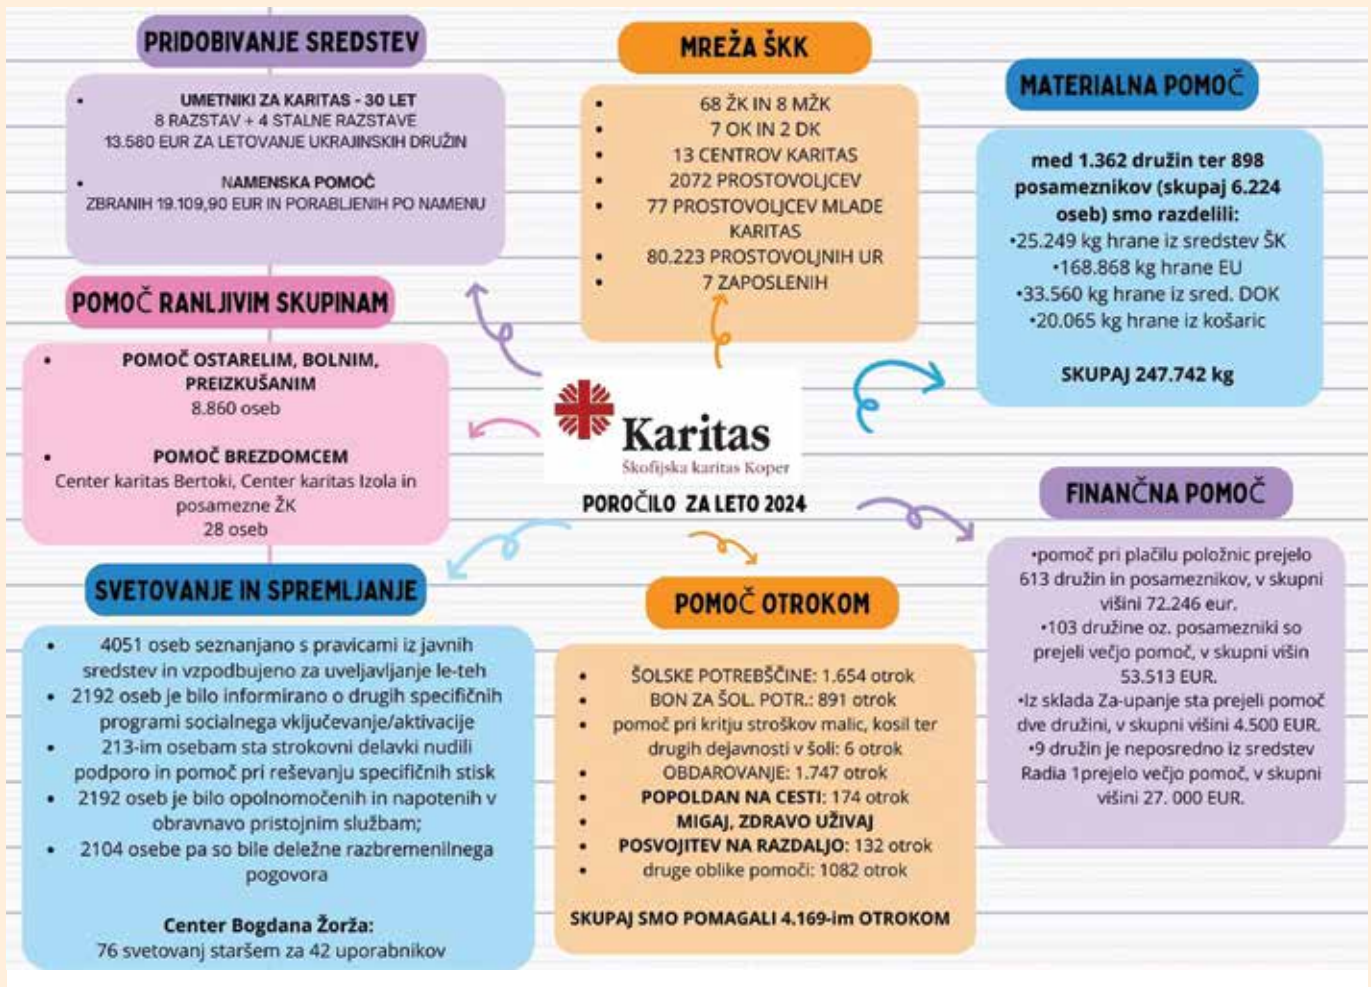 PRIDOBIVANJE SREDSTEV
• UMETNIKI ZA KARITAS - 30 LET
8 RAZSTAV + 4 STALNE RAZSTAVE
13.580 EUR ZA LETOVANJE UKRAJINSKIH DRUŽIN
• NAMENSKA POMOČ
ZBRANIH 19.109,90 EUR IN PORABLJENIH PO NAMENU
MREŽA ŠKK
• 68 ŽK IN 8 MŽK
• 7 OK IN 2 DK
• 13 CENTROV KARITAS
• 2072 PROSTOVOLJCEV
• 77 PROSTOVOLJCEV MLADE
KARITAS
• 80.223 PROSTOVOLJNIH UR
• 7 ZAPOSLENIH
MATERIALNA POMOČ
med 1.362 družin ter 898
posameznikov (skupaj 6.224
oseb) smo razdelili:
•25.249 kg hrane iz sredstev ŠK
•168.868 kg hrane EU
•33.560 kg hrane iz sred. DOK
•20.065 kg hrane iz košaric
SKUPAJ 247.742 kg
POMOČ RANLJIVIM SKUPINAM
• POMOČ OSTARELIM, BOLNIM,
PREIZKUŠANIM
8.860 oseb
• POMOČ BREZDOMCEM
Center karitas Bertoki, Center karitas Izola in
posamezne ŽK
28 oseb
Karitas
Škofijska karitas Koper
POROČILO ZA LETO 2024
FINANČNA POMOČ
•pomoč pri plačilu položnic prejelo
613 družin in posameznikov, v skupni
višini 72.246 eur.
•103 družine oz. posamezniki so
prejeli večjo pomoč, v skupni višin
53.513 EUR.
•Iz sklada Za-upanje sta prejeli pomoč
dve družini, v skupni višini 4.500 EUR.
•9 družin je neposredno iz sredstev
Radia 1prejelo večjo pomoč, v skupni
višini 27. 000 EUR.
SVETOVANJE IN SPREMLJANJE
• 4051 oseb seznanjano s pravicami iz javnih
sredstev in vzpodbujeno za uveljavljanje le-teh
• 2192 oseb je bilo informirano o drugih specifičnih
programi socialnega vključevanje/aktivacije
• 213-im osebam sta strokovni delavki nudili
podporo in pomoč pri reševanju specifičnih stisk
• 2192 oseb je bilo opolnomočenih in napotenih v
obravnavo pristojnim službam;
• 2104 osebe pa so bile deležne razbremenilnega
pogovora
Center Bogdana Žorža:
76 svetovanj staršem za 42 uporabnikov
POMOČ OTROKOM
• ŠOLSKE POTREBŠČINE: 1.654 otrok
• BON ZA ŠOL. POTR.: 891 otrok
• pomoč pri kritju stroškov malic, kosil ter
drugih dejavnosti v šoli: 6 otrok
• OBDAROVANJE: 1.747 otrok
• POPOLDAN NA CESTI: 174 otrok
• MIGAJ, ZDRAVO UŽIVAJ
• POSVOJITEV NA RAZDALJO: 132 otrok
• druge oblike pomoči: 1082 otrok
SKUPAJ SMO POMAGALI 4.169-im OTROKOM